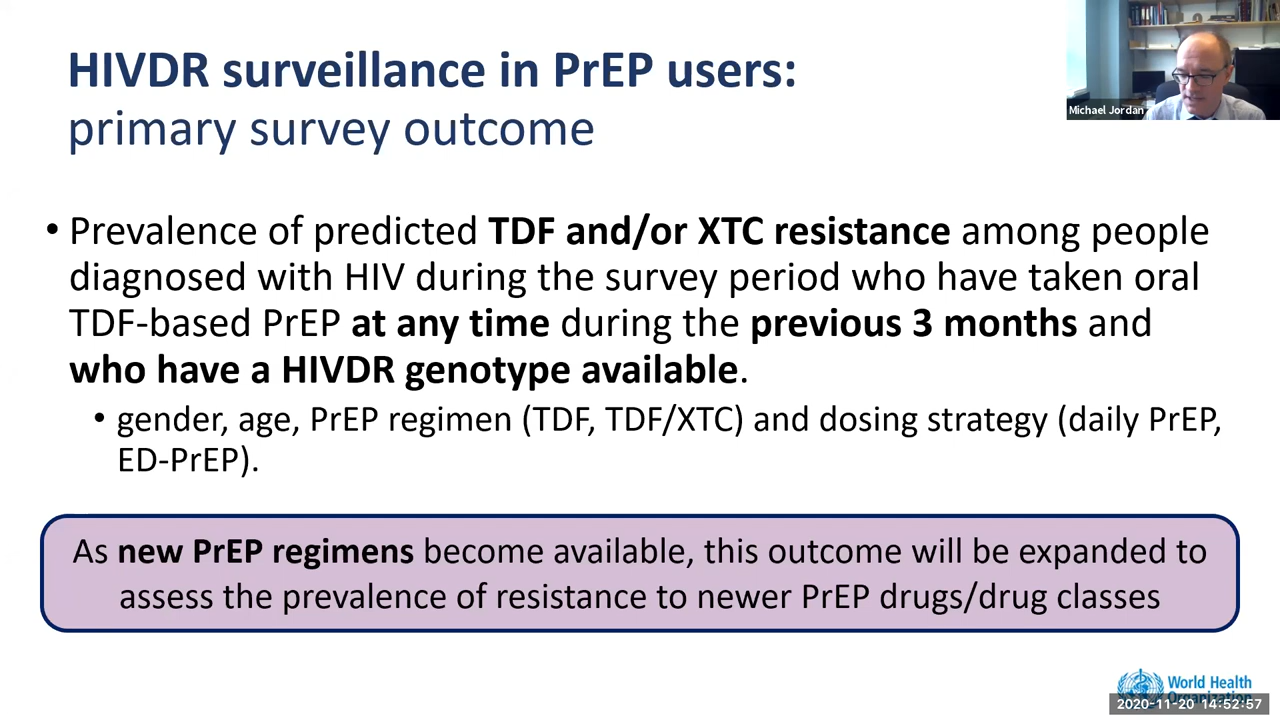 HIVDR surveillance in PrEP users:
primary survey outcome
Michael Jordan
• Prevalence of predicted TDF and/or XTC resistance among people
diagnosed with HIV during the survey period who have taken oral
TDF-based PrEP at any time during the previous 3 months and
who have a HIVDR genotype available.
• gender, age, PrEP regimen (TDF, TDF/XTC) and dosing strategy (daily PrEP,
ED-PrEP).
As new PrEP regimens become available, this outcome will be expanded to
assess the prevalence of resistance to newer PrEP drugs/drug classes
World Health
Organization
2020-11-20 14:52:57